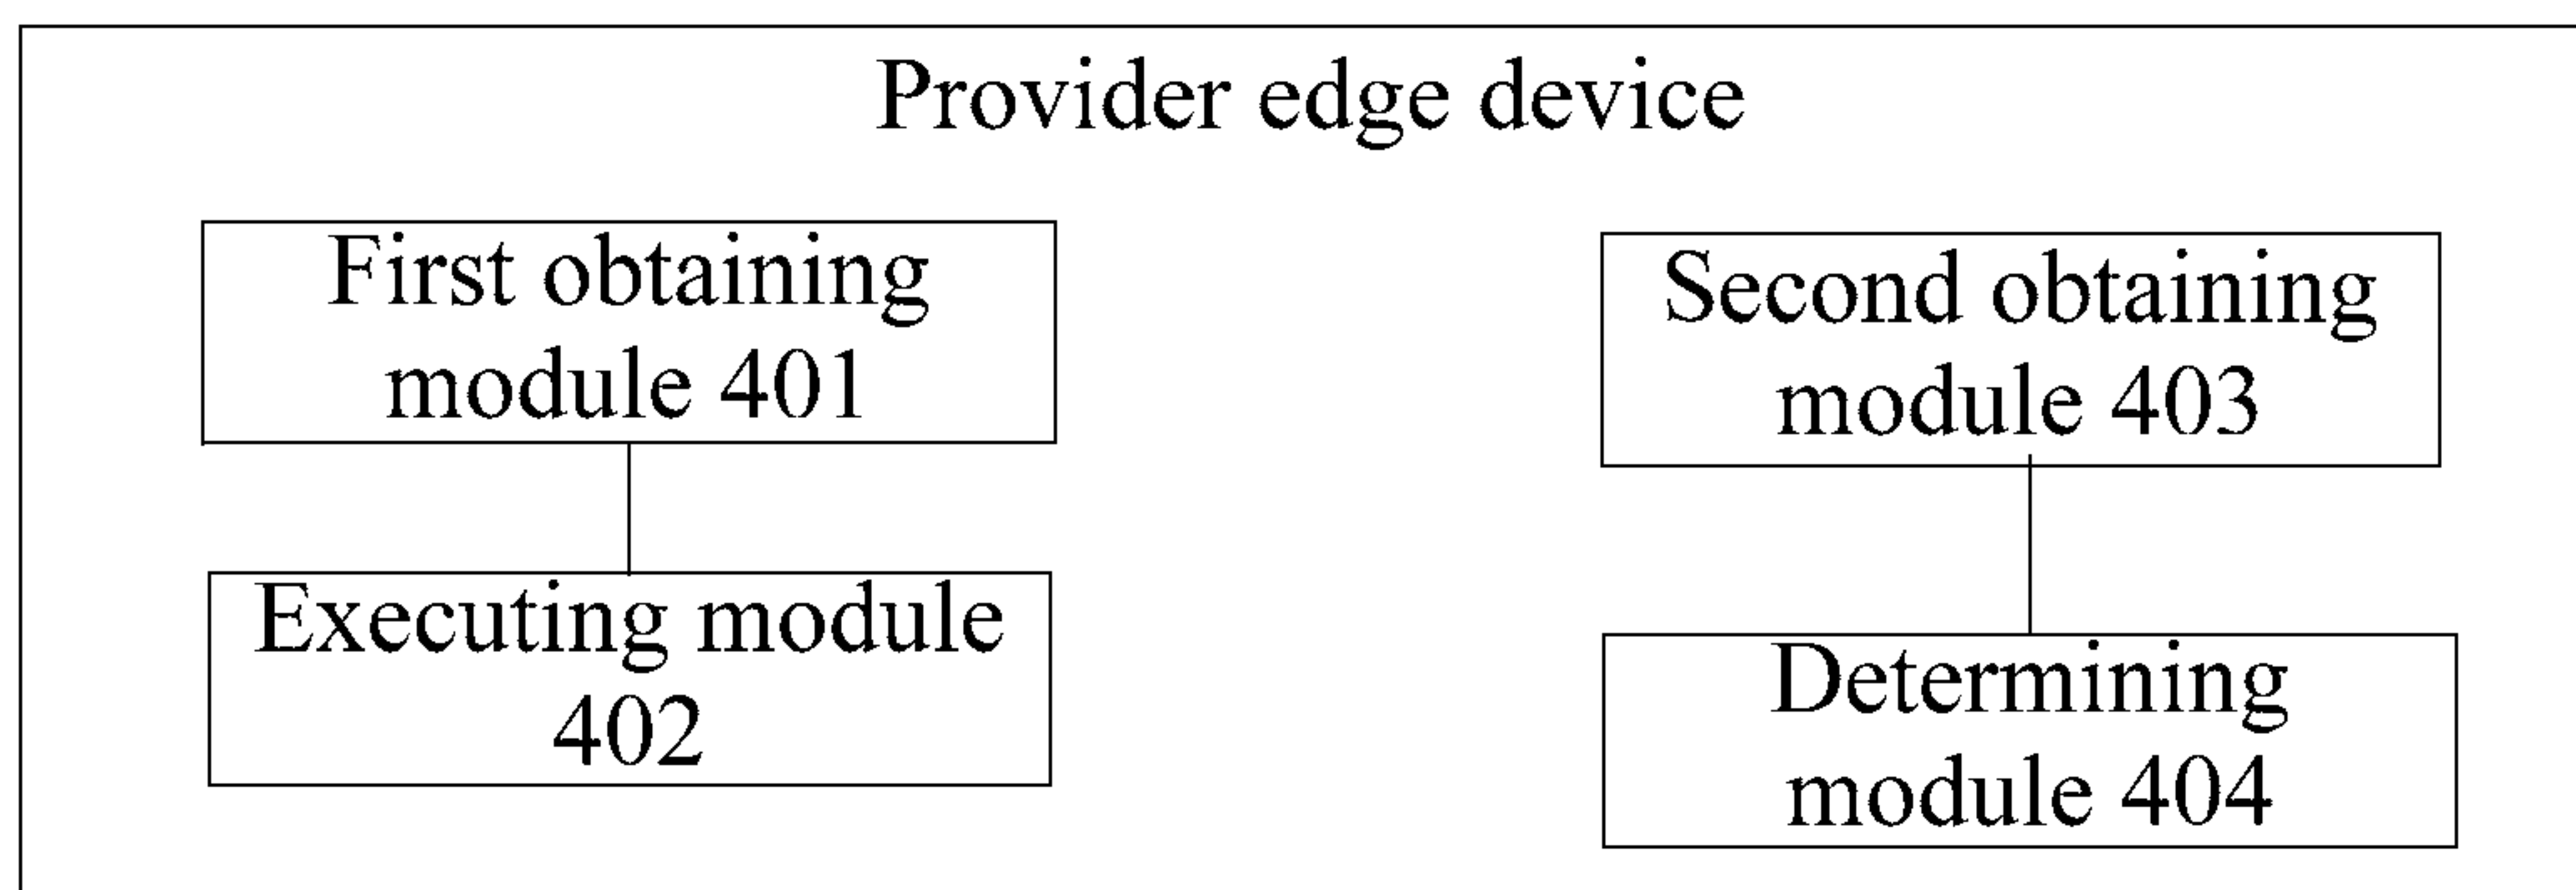 Provider edge device
First obtaining
module 401
Second obtaining
module 403
Executing module
402
Determining
module 404